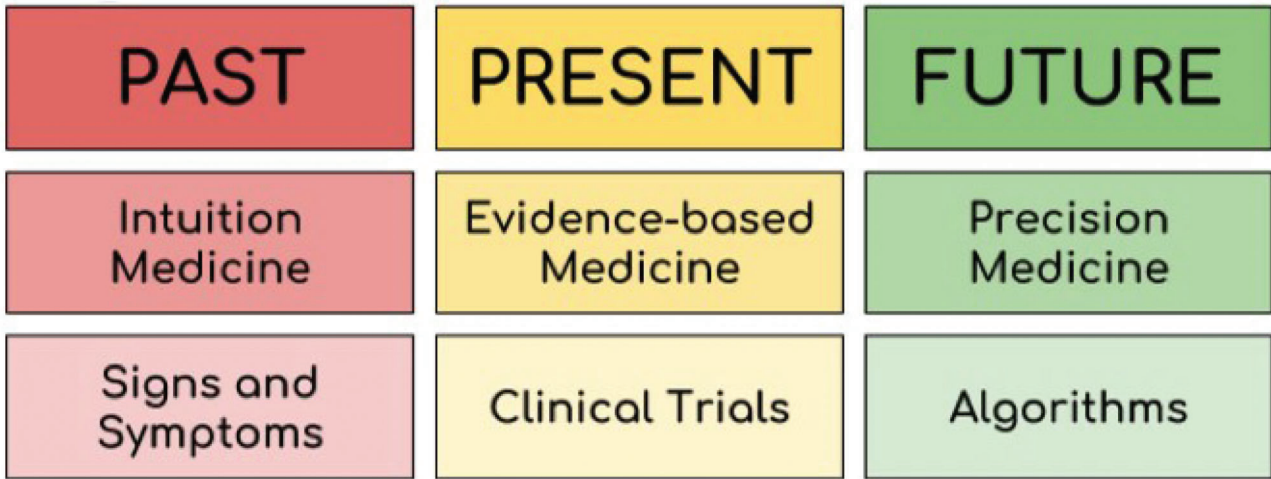 PAST
PRESENT
FUTURE
Intuition
Medicine
Evidence-based
Medicine
Precision
Medicine
Signs and
Symptoms
Clinical Trials
Algorithms